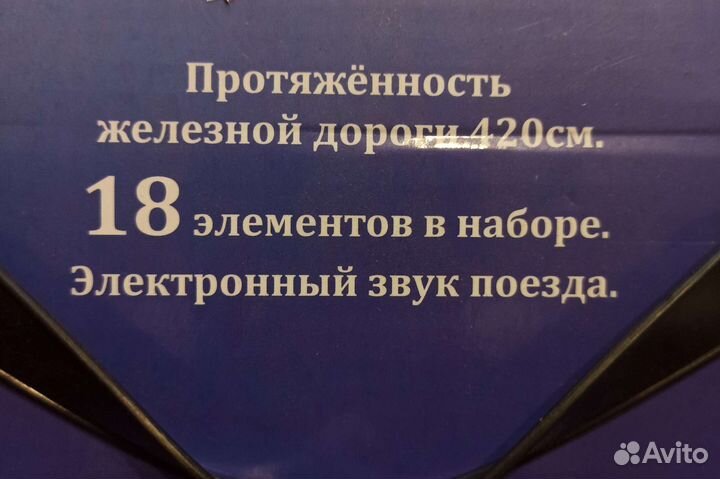 Протяжённость
железной дороги 420см.
18 элементов в наборе.
Электронный звук поезда.
Avito